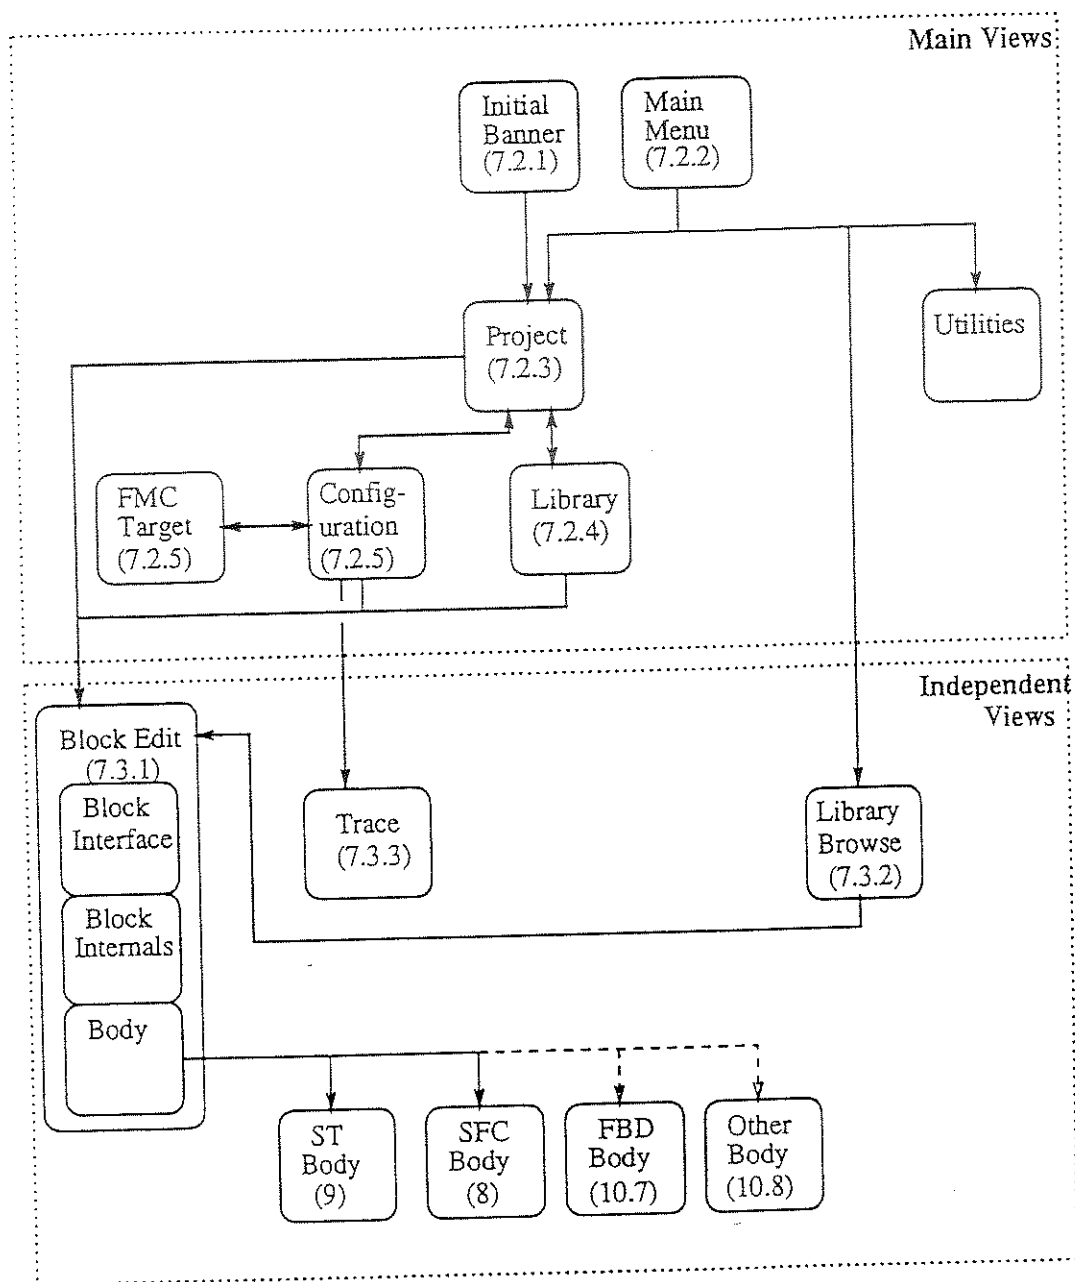 Main Views
Initial
Banner
(7.2.1)
Main
Menu
(7.2.2)
Project
(7.2.3)
Utilities
FMC
Target
(7.2.5)
Config-
uration
(7.2.5)
Library
(7.2.4)
Independent
Views
Block Edit
(7.3.1)
Block
Interface
Block
Internals
Body
Trace
(7.3.3)
Library
Browse
(7.3.2)
ST
Body
(9)
SFC
Body
(8)
FBD
Body
(10.7)
Other
Body
(10.8)